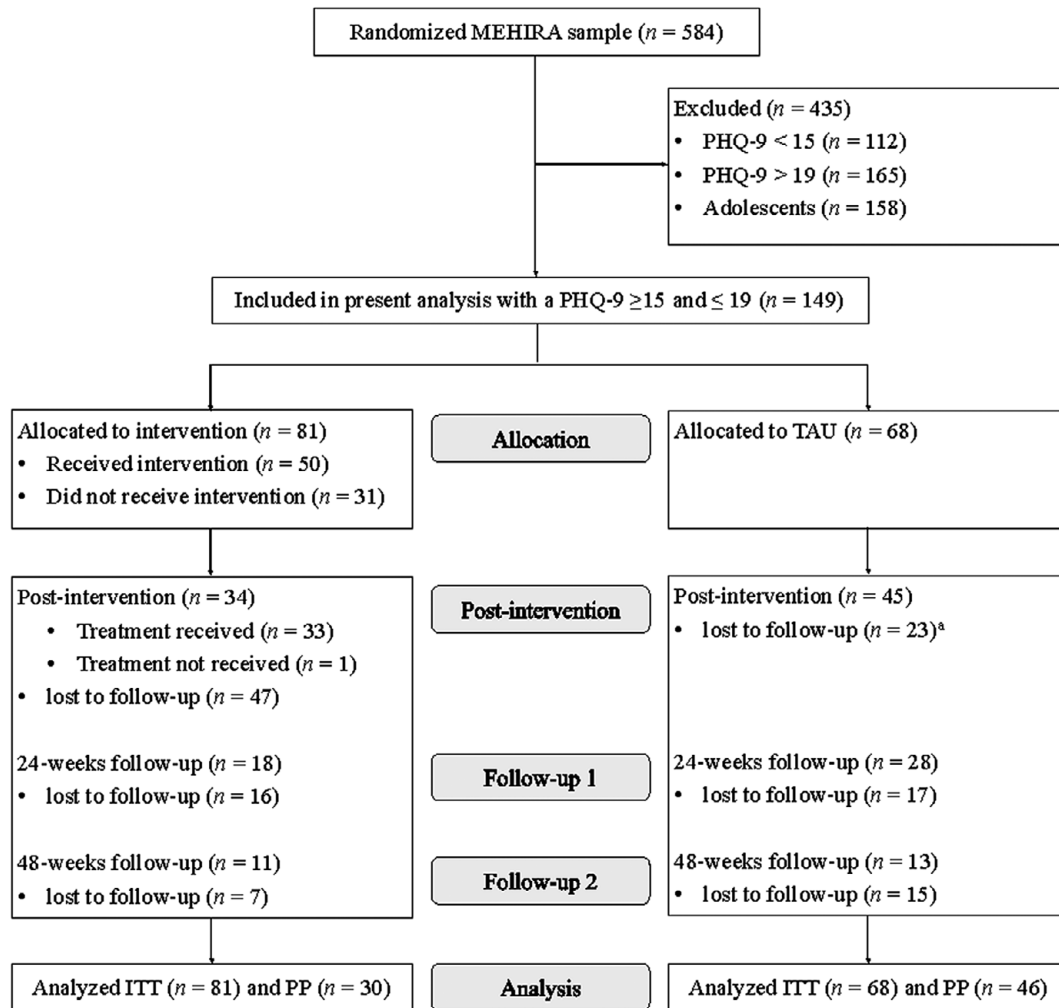 Randomized MEHIRA sample (n = 584)
Excluded (n = 435)
• PHQ-9 < 15 (n = 112)
• PHQ-9 > 19 (n = 165)
• Adolescents (n = 158)
Included in present analysis with a PHQ-9 ≥15 and ≤ 19 (n = 149)
Allocated to intervention (n = 81)
• Received intervention (n = 50)
• Did not receive intervention (n = 31)
Allocation
Allocated to TAU (n = 68)
Post-intervention (n = 34)
• Treatment received (n = 33)
• Treatment not received (n = 1)
• lost to follow-up (n = 47)
Post-intervention
Post-intervention (n = 45)
• lost to follow-up (n = 23)ᵃ
24-weeks follow-up (n = 18)
• lost to follow-up (n = 16)
Follow-up 1
24-weeks follow-up (n = 28)
• lost to follow-up (n = 17)
48-weeks follow-up (n = 11)
• lost to follow-up (n = 7)
Follow-up 2
48-weeks follow-up (n = 13)
• lost to follow-up (n = 15)
Analyzed ITT (n = 81) and PP (n = 30)
Analysis
Analyzed ITT (n = 68) and PP (n = 46)